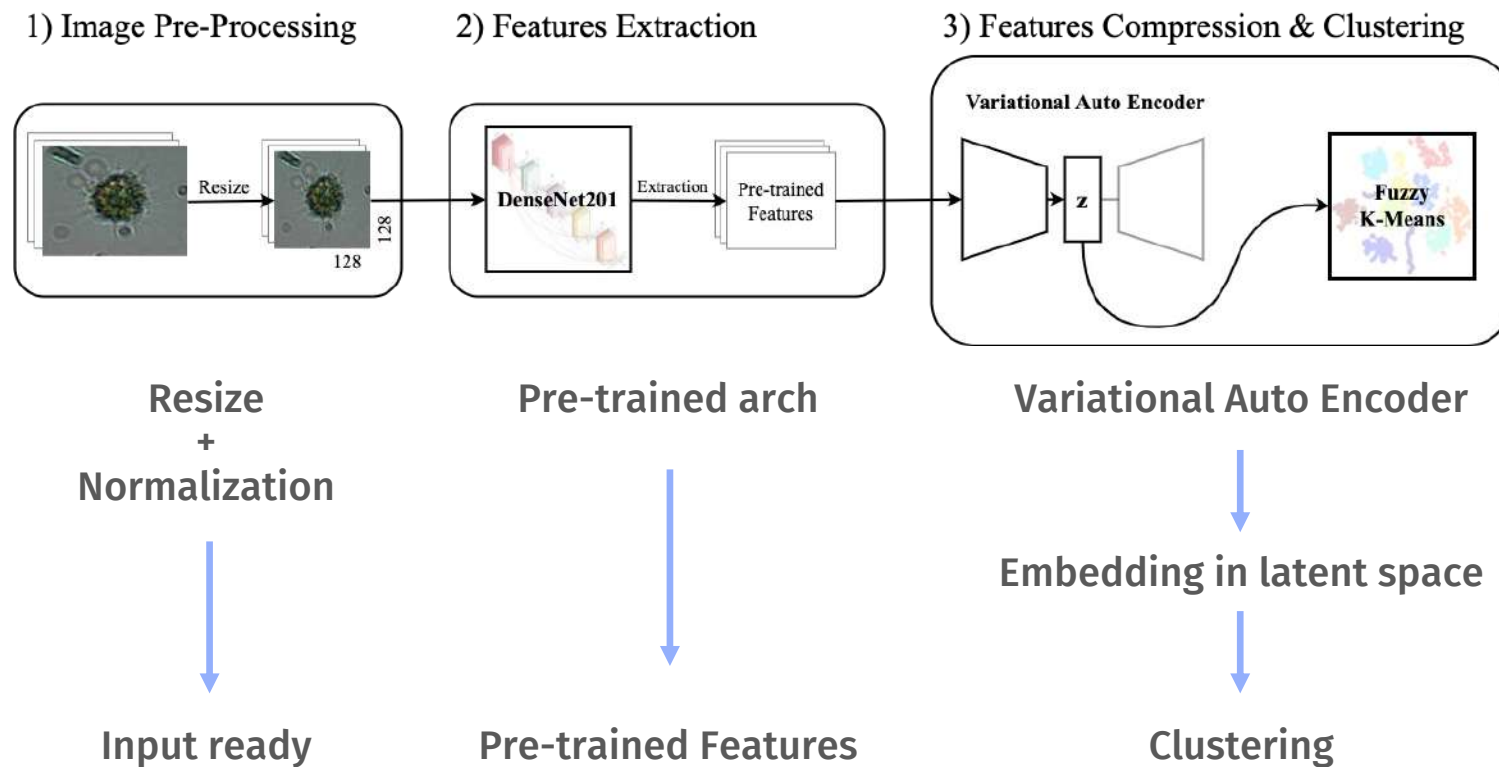 1) Image Pre-Processing
2) Features Extraction
3) Features Compression & Clustering
Resize
128
128
DenseNet201
Extraction
Pre-trained
Features
Variational Auto Encoder
z
Fuzzy
K-Means
Resize
+
Normalization
Input ready
Pre-trained arch
Pre-trained Features
Variational Auto Encoder
Embedding in latent space
Clustering